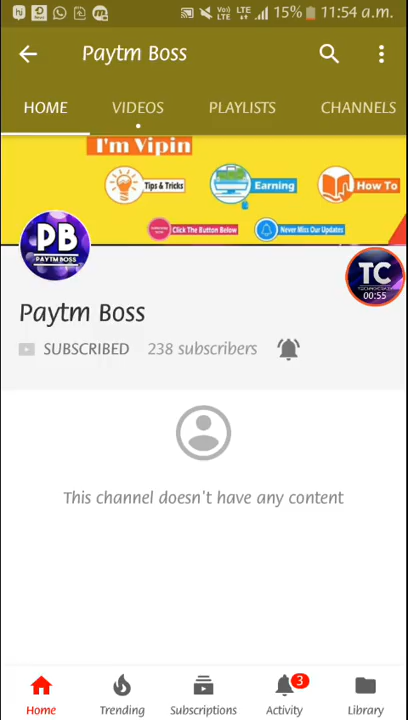 15% 11:54 a.m.
Paytm Boss
HOME VIDEOS PLAYLISTS CHANNELS
I'm Vipin
Tips & Tricks Earning How To
Click The Button Below Never Miss Our Updates
PB
PAYTM BOSS
TC
00:55
Paytm Boss
SUBSCRIBED 238 subscribers
This channel doesn't have any content
3
Home Trending Subscriptions Activity Library